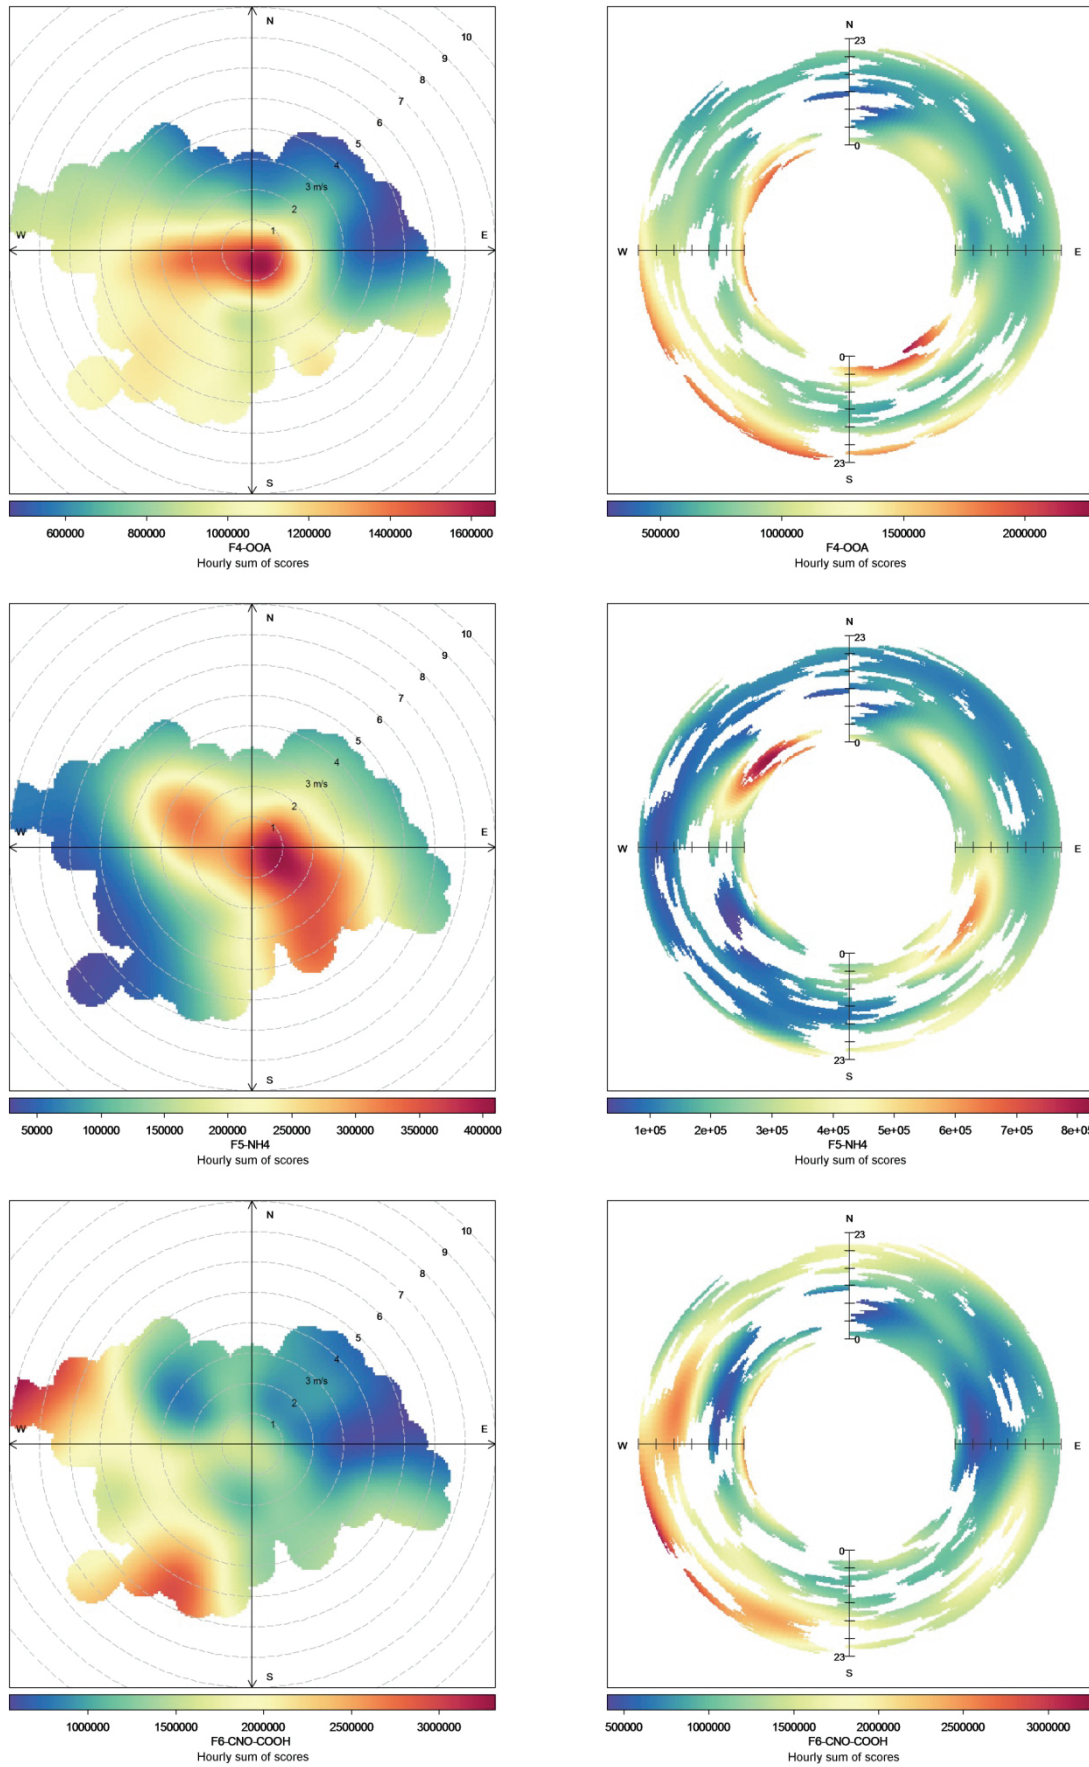 N
10
9
8
7
6
5
4
3 m/s
2
1
W
E
S
600000 800000 1000000 1200000 1400000 1600000
F4-OOA
Hourly sum of scores
N
23
0
W
E
0
23
S
500000 1000000 1500000 2000000
F4-OOA
Hourly sum of scores
N
10
9
8
7
6
5
4
3 m/s
2
1
W
E
S
50000 100000 150000 200000 250000 300000 350000 400000
F5-NH4
Hourly sum of scores
N
23
0
W
E
0
23
S
1e+05 2e+05 3e+05 4e+05 5e+05 6e+05 7e+05 8e+05
F5-NH4
Hourly sum of scores
N
10
9
8
7
6
5
4
3 m/s
2
1
W
E
S
1000000 1500000 2000000 2500000 3000000
F6-CNO-COOH
Hourly sum of scores
N
23
0
W
E
0
23
S
500000 1000000 1500000 2000000 2500000 3000000
F6-CNO-COOH
Hourly sum of scores